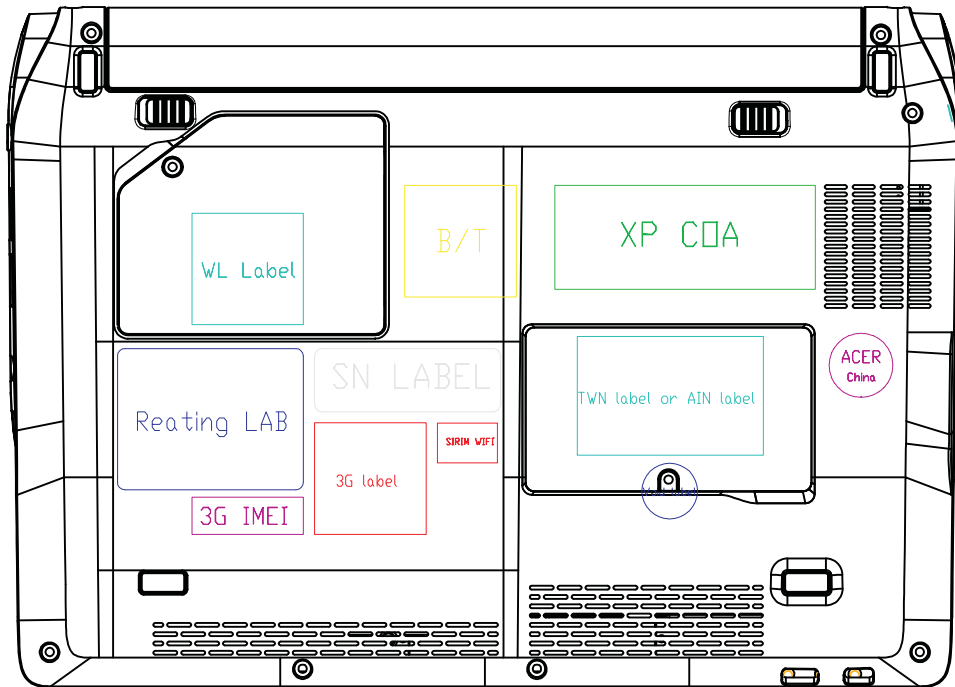 B/T
XP COA
WL Label
ACER
China
SN LABEL
TWN label or AIN label
Reating LAB
SIRIM WIFI
3G label
3G IMEI